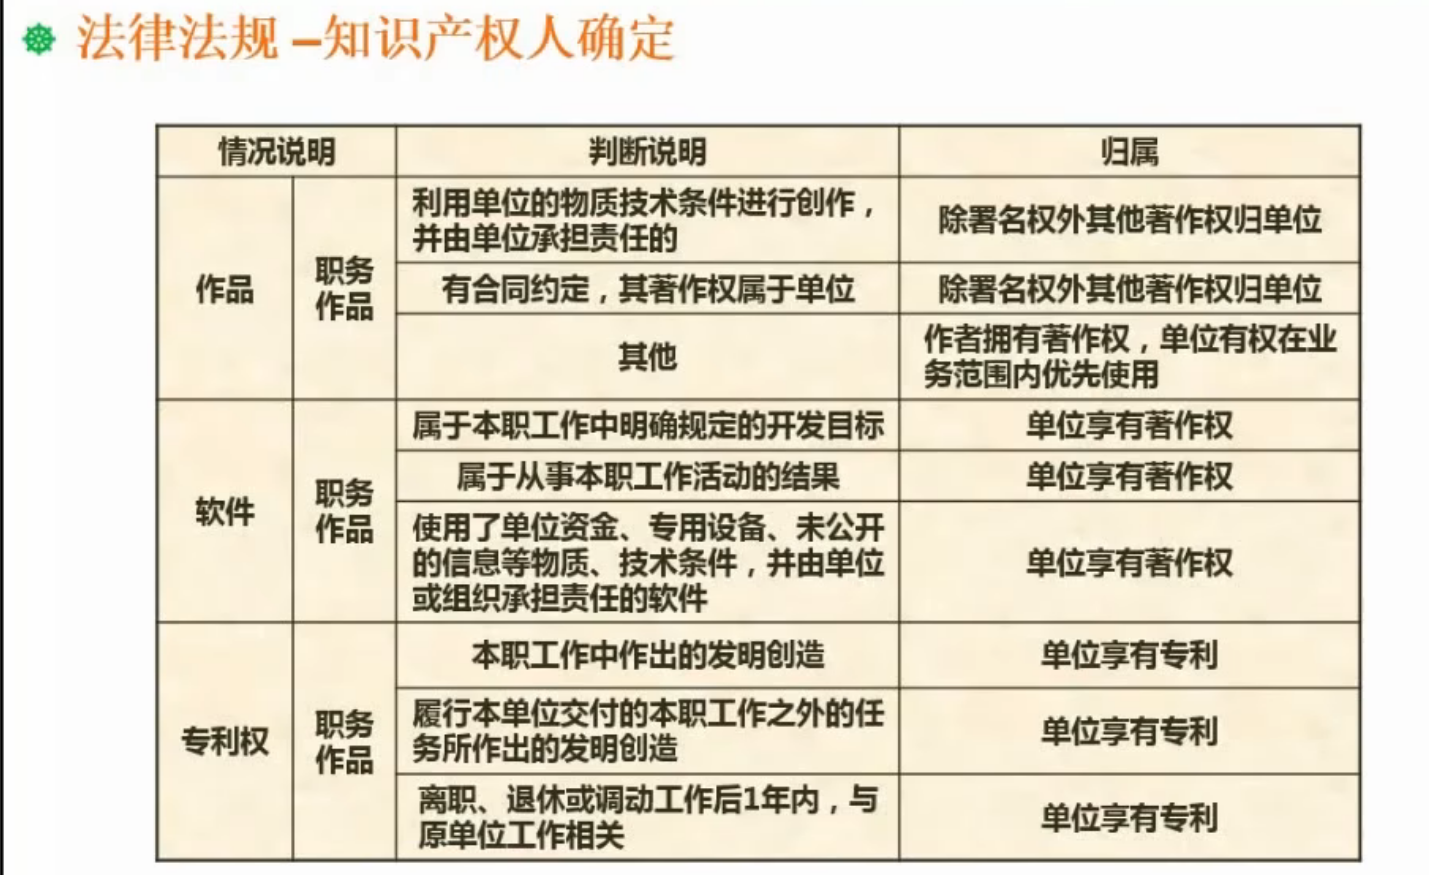 法律法规 –知识产权人确定
情况说明
判断说明
归属
作品
职务
作品
利用单位的物质技术条件进行创作，
并由单位承担责任的
除署名权外其他著作权归单位
有合同约定，其著作权属于单位
除署名权外其他著作权归单位
其他
作者拥有著作权，单位有权在业
务范围内优先使用
软件
职务
作品
属于本职工作中明确规定的开发目标
单位享有著作权
属于从事本职工作活动的结果
单位享有著作权
使用了单位资金、专用设备、未公开
的信息等物质、技术条件，并由单位
或组织承担责任的软件
单位享有著作权
专利权
职务
作品
本职工作中作出的发明创造
单位享有专利
履行本单位交付的本职工作之外的任
务所作出的发明创造
单位享有专利
离职、退休或调动工作后1年内，与
原单位工作相关
单位享有专利